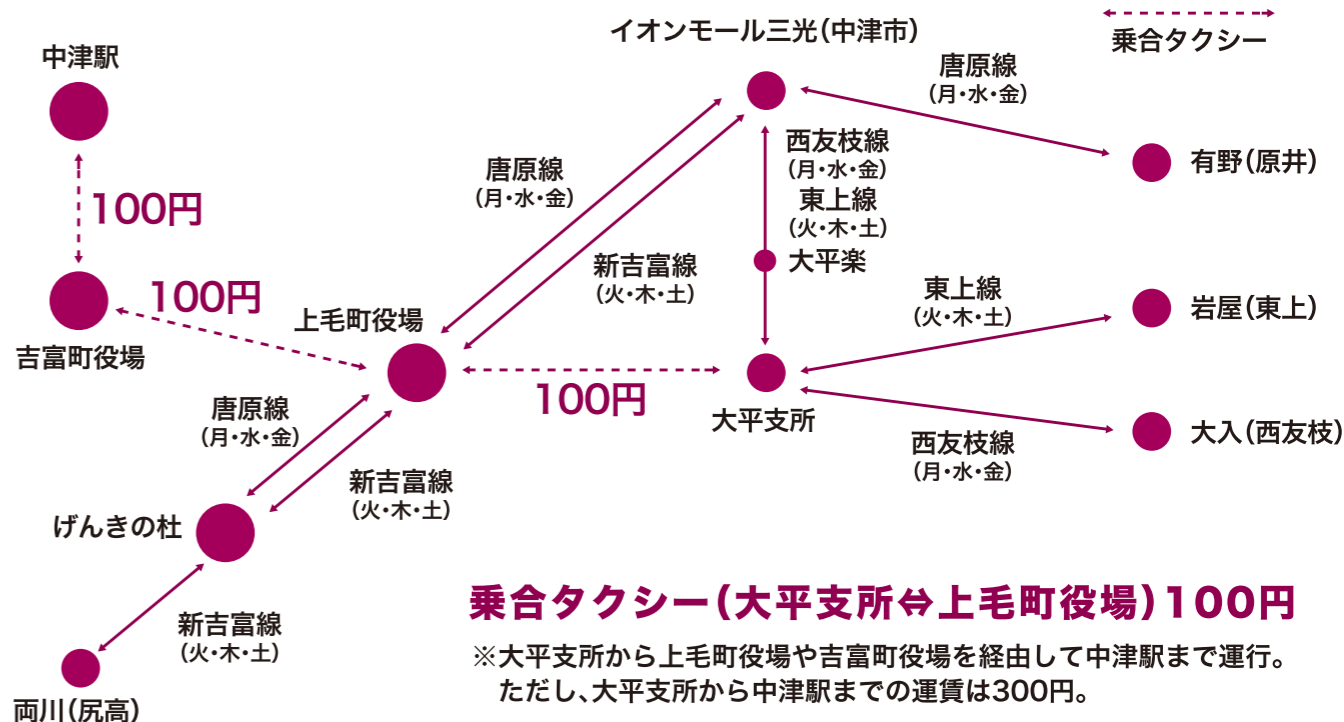 イオンモール三光(中津市)
乗合タクシー
中津駅
唐原線
(月・水・金)
有野(原井)
西友枝線
(月・水・金)
東上線
(火・木・土)
大平楽
唐原線
(月・水・金)
新吉富線
(火・木・土)
100円
100円
吉富町役場
上毛町役場
100円
大平支所
東上線
(火・木・土)
岩屋(東上)
西友枝線
(月・水・金)
大入(西友枝)
唐原線
(月・水・金)
新吉富線
(火・木・土)
げんきの杜
新吉富線
(火・木・土)
両川(尻高)
乗合タクシー(大平支所⇔上毛町役場)100円
※大平支所から上毛町役場や吉富町役場を経由して中津駅まで運行。
ただし、大平支所から中津駅までの運賃は300円。